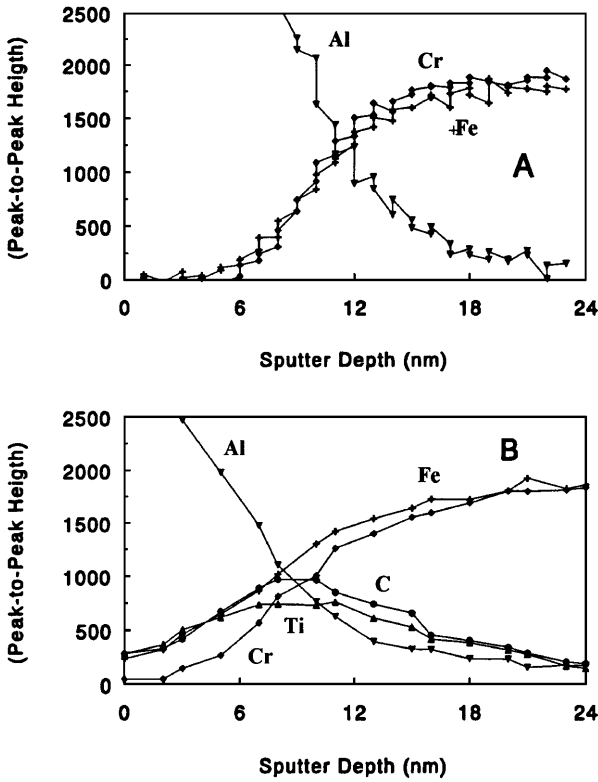 2500
Al
2000
Cr
1500
Fe
A
1000
500
0
0 6 12 18 24
(Peak-to-Peak Heigth)
Sputter Depth (nm)
2500
Al
B
2000
Fe
1500
1000
C
Ti
500
Cr
0
0 6 12 18 24
(Peak-to-Peak Heigth)
Sputter Depth (nm)